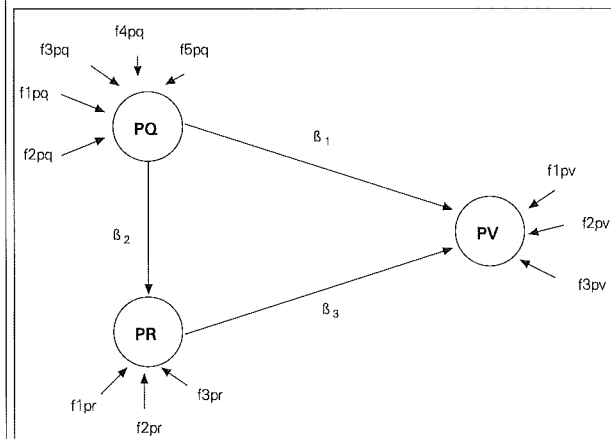 f4pq
f3pq
f5pq
f1pq
PQ
f2pq
ß 1
f1pv
f2pv
PV
ß 2
f3pv
ß 3
PR
f3pr
f1pr
f2pr